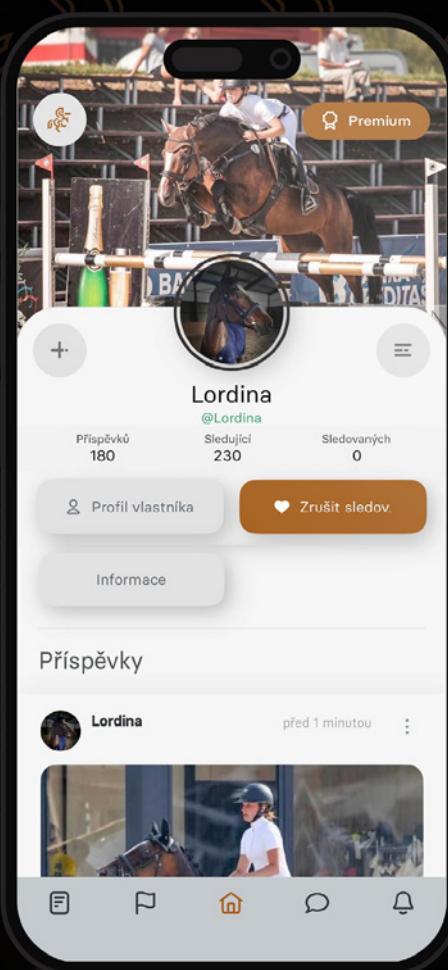 Premium
Lordina
@Lordina
Příspěvků Sledující Sledovaných
180 230 0
Profil vlastníka Zrušit sledov.
Informace
Příspěvky
Lordina před 1 minutou